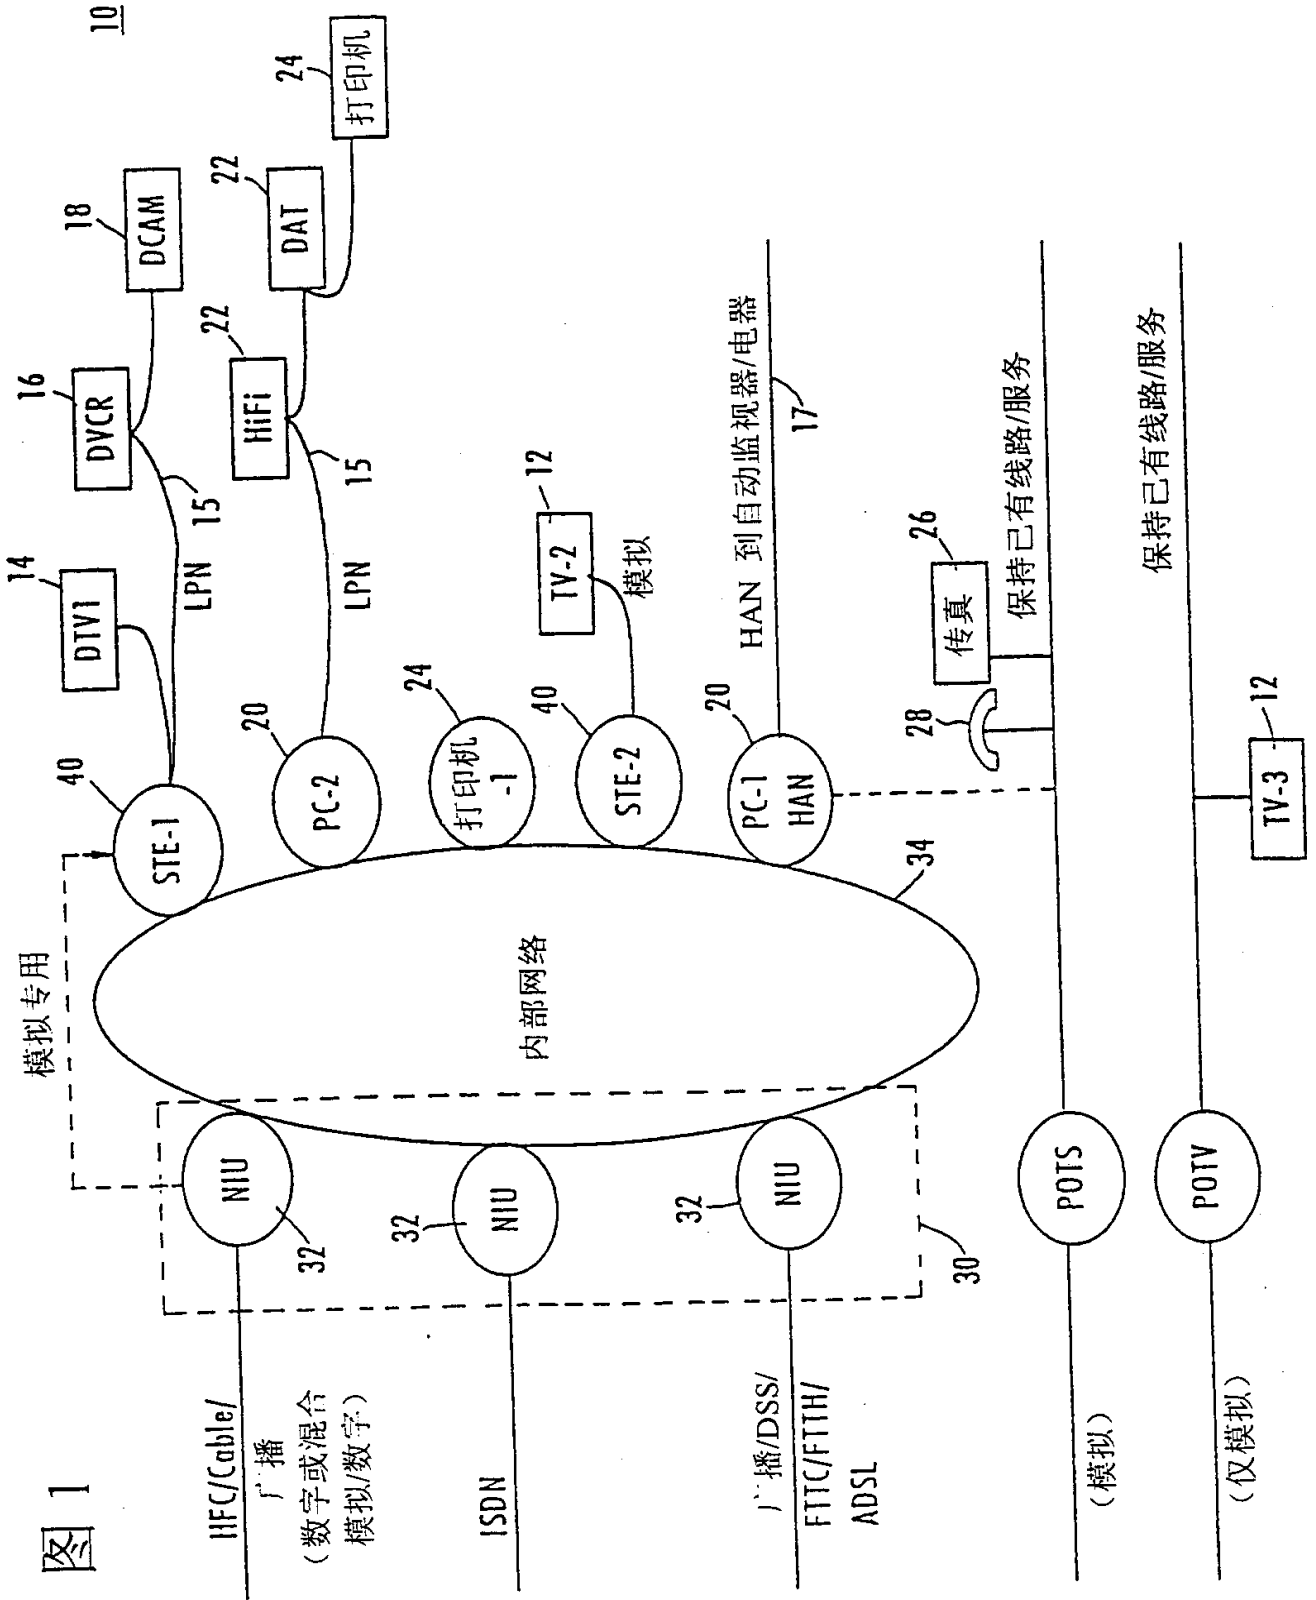 图 1
10
HFC/Cable/
广播
(数字或混合
模拟/数字)
ISDN
广播/DSS/
FTTC/FTTH/
ADSL
(模拟)
(仅模拟)
模拟专用
NIU
32
NIU
32
NIU
32
30
POTS
POTV
内部网络
34
STE-1
40
PC-2
20
打印机
-1
24
STE-2
40
PC-1
HAN
20
DTV1
14
LPN
15
DVCR
16
DCAM
18
LPN
15
HiFi
22
DAT
22
打印机
24
TV-2
12
模拟
HAN 到自动监视器/电器
17
28
传真
26
保持已有线路/服务
TV-3
12
保持已有线路/服务